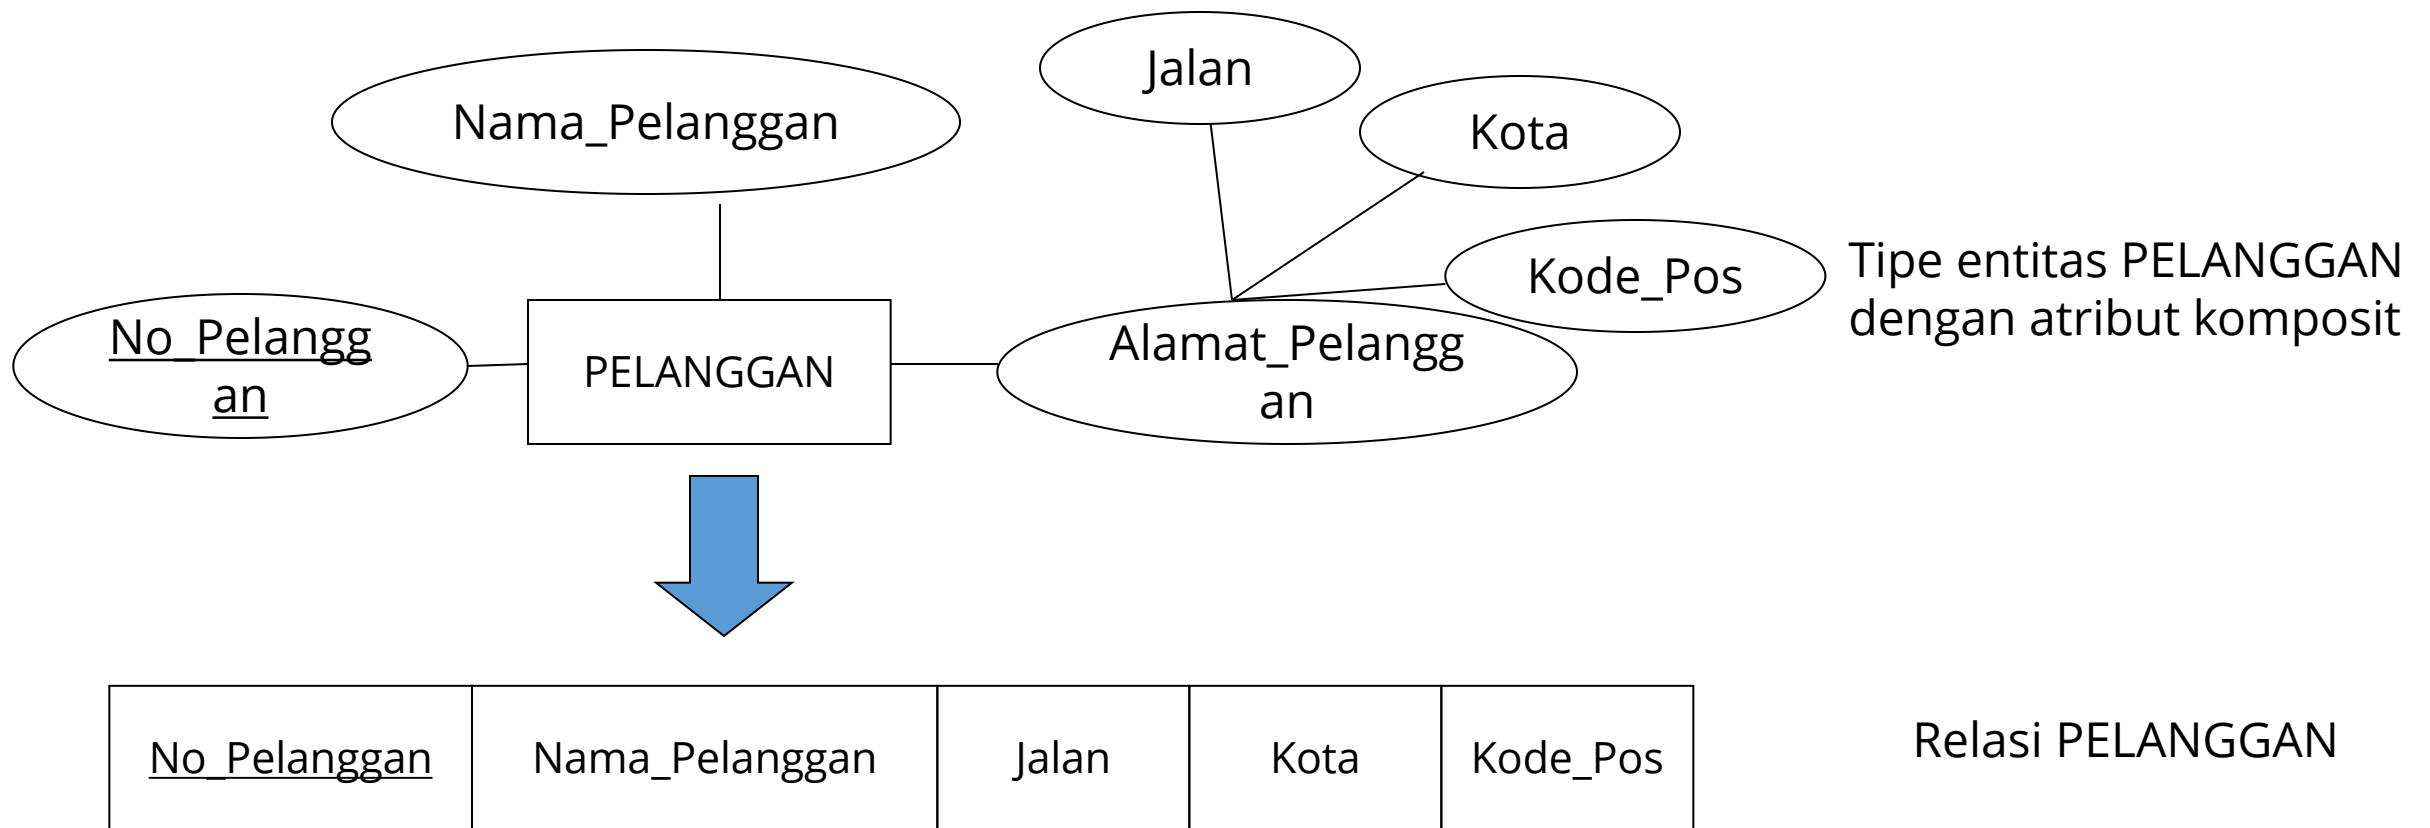 Jalan
Nama_Pelanggan
Kota
Kode_Pos
Tipe entitas PELANGGAN
dengan atribut komposit
No_Pelangg
an
PELANGGAN
Alamat_Pelangg
an
No_Pelanggan
Nama_Pelanggan
Jalan
Kota
Kode_Pos
Relasi PELANGGAN